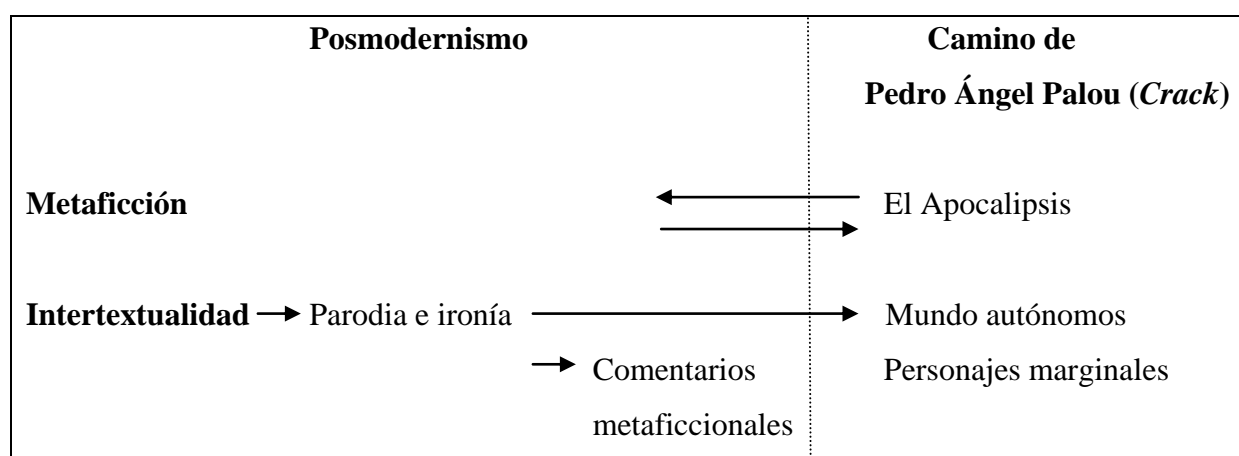 Posmodernismo
Camino de
Pedro Ángel Palou (Crack)
Metaficción
El Apocalipsis
Intertextualidad
Parodia e ironía
Mundo autónomos
Comentarios
Personajes marginales
metaficcionales